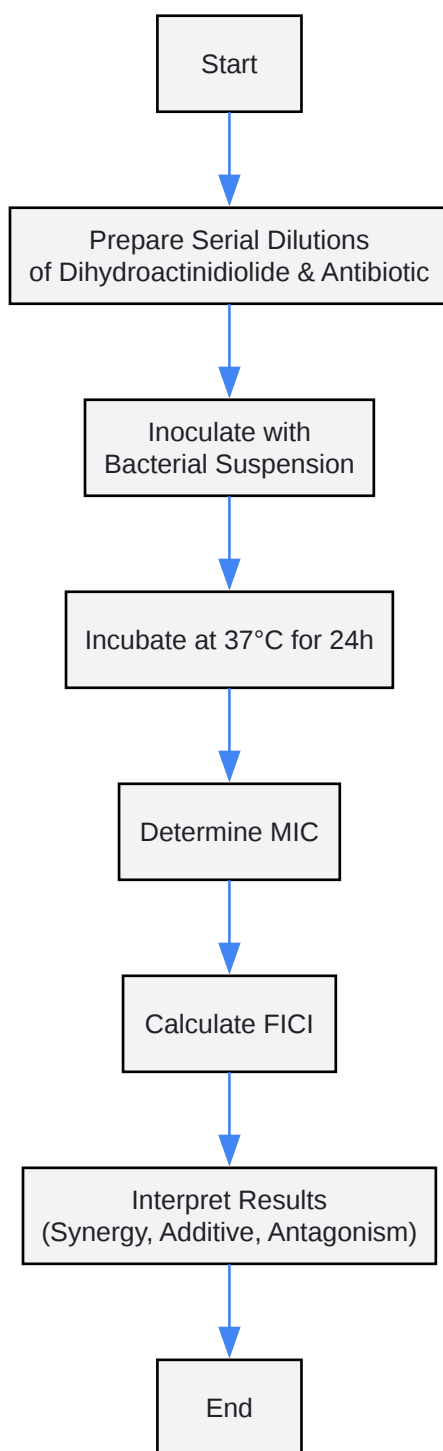 Start
Prepare Serial Dilutions
of Dihydroactinidiolide & Antibiotic
Inoculate with
Bacterial Suspension
Incubate at 37°C for 24h
Determine MIC
Calculate FICI
Interpret Results
(Synergy, Additive, Antagonism)
End